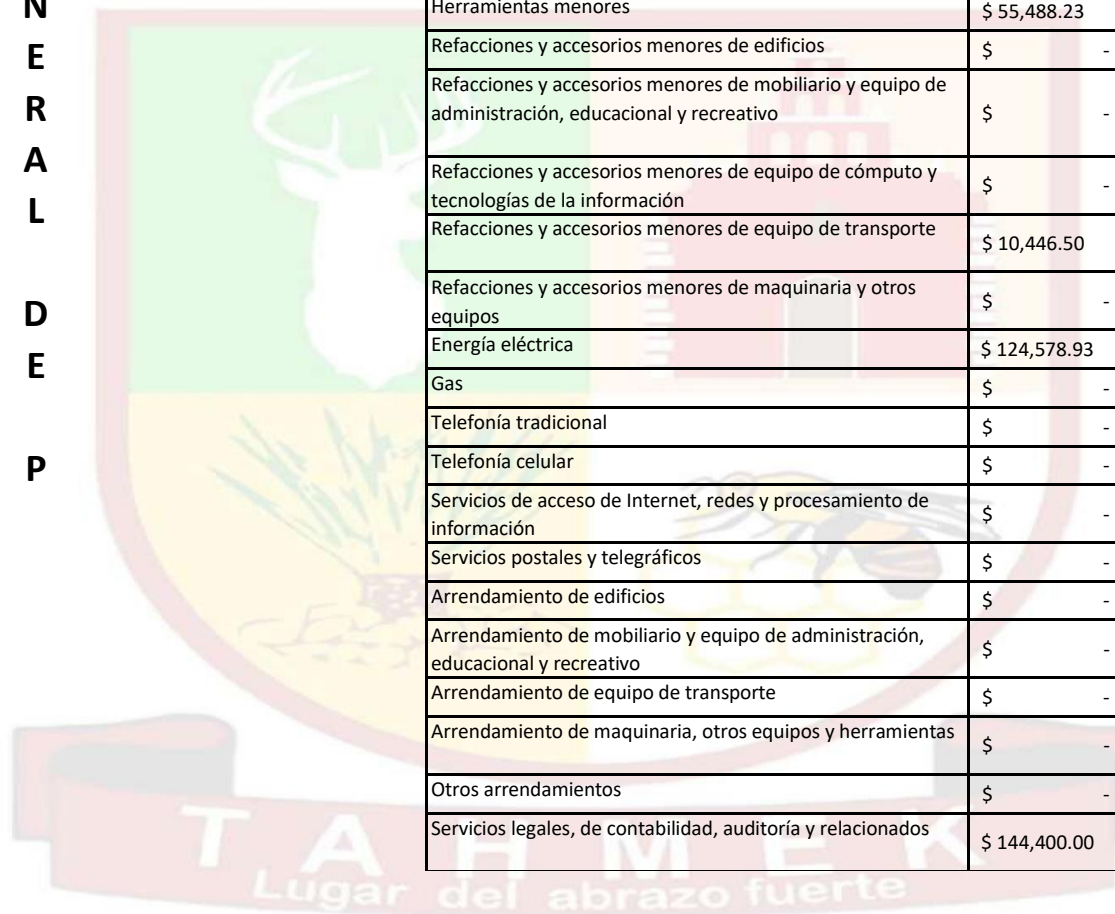 N
E
R
A
L
D
E
P
Herramientas menores $ 55,488.23
Refacciones y accesorios menores de edificios $ -
Refacciones y accesorios menores de mobiliario y equipo de
administración, educacional y recreativo $ -
Refacciones y accesorios menores de equipo de cómputo y
tecnologías de la información $ -
Refacciones y accesorios menores de equipo de transporte $ 10,446.50
Refacciones y accesorios menores de maquinaria y otros
equipos $ -
Energía eléctrica $ 124,578.93
Gas $ -
Telefonía tradicional $ -
Telefonía celular $ -
Servicios de acceso de Internet, redes y procesamiento de
información $ -
Servicios postales y telegráficos $ -
Arrendamiento de edificios $ -
Arrendamiento de mobiliario y equipo de administración,
educacional y recreativo $ -
Arrendamiento de equipo de transporte $ -
Arrendamiento de maquinaria, otros equipos y herramientas $ -
Otros arrendamientos $ -
Servicios legales, de contabilidad, auditoría y relacionados $ 144,400.00
TAHMEK
Lugar del abrazo fuerte